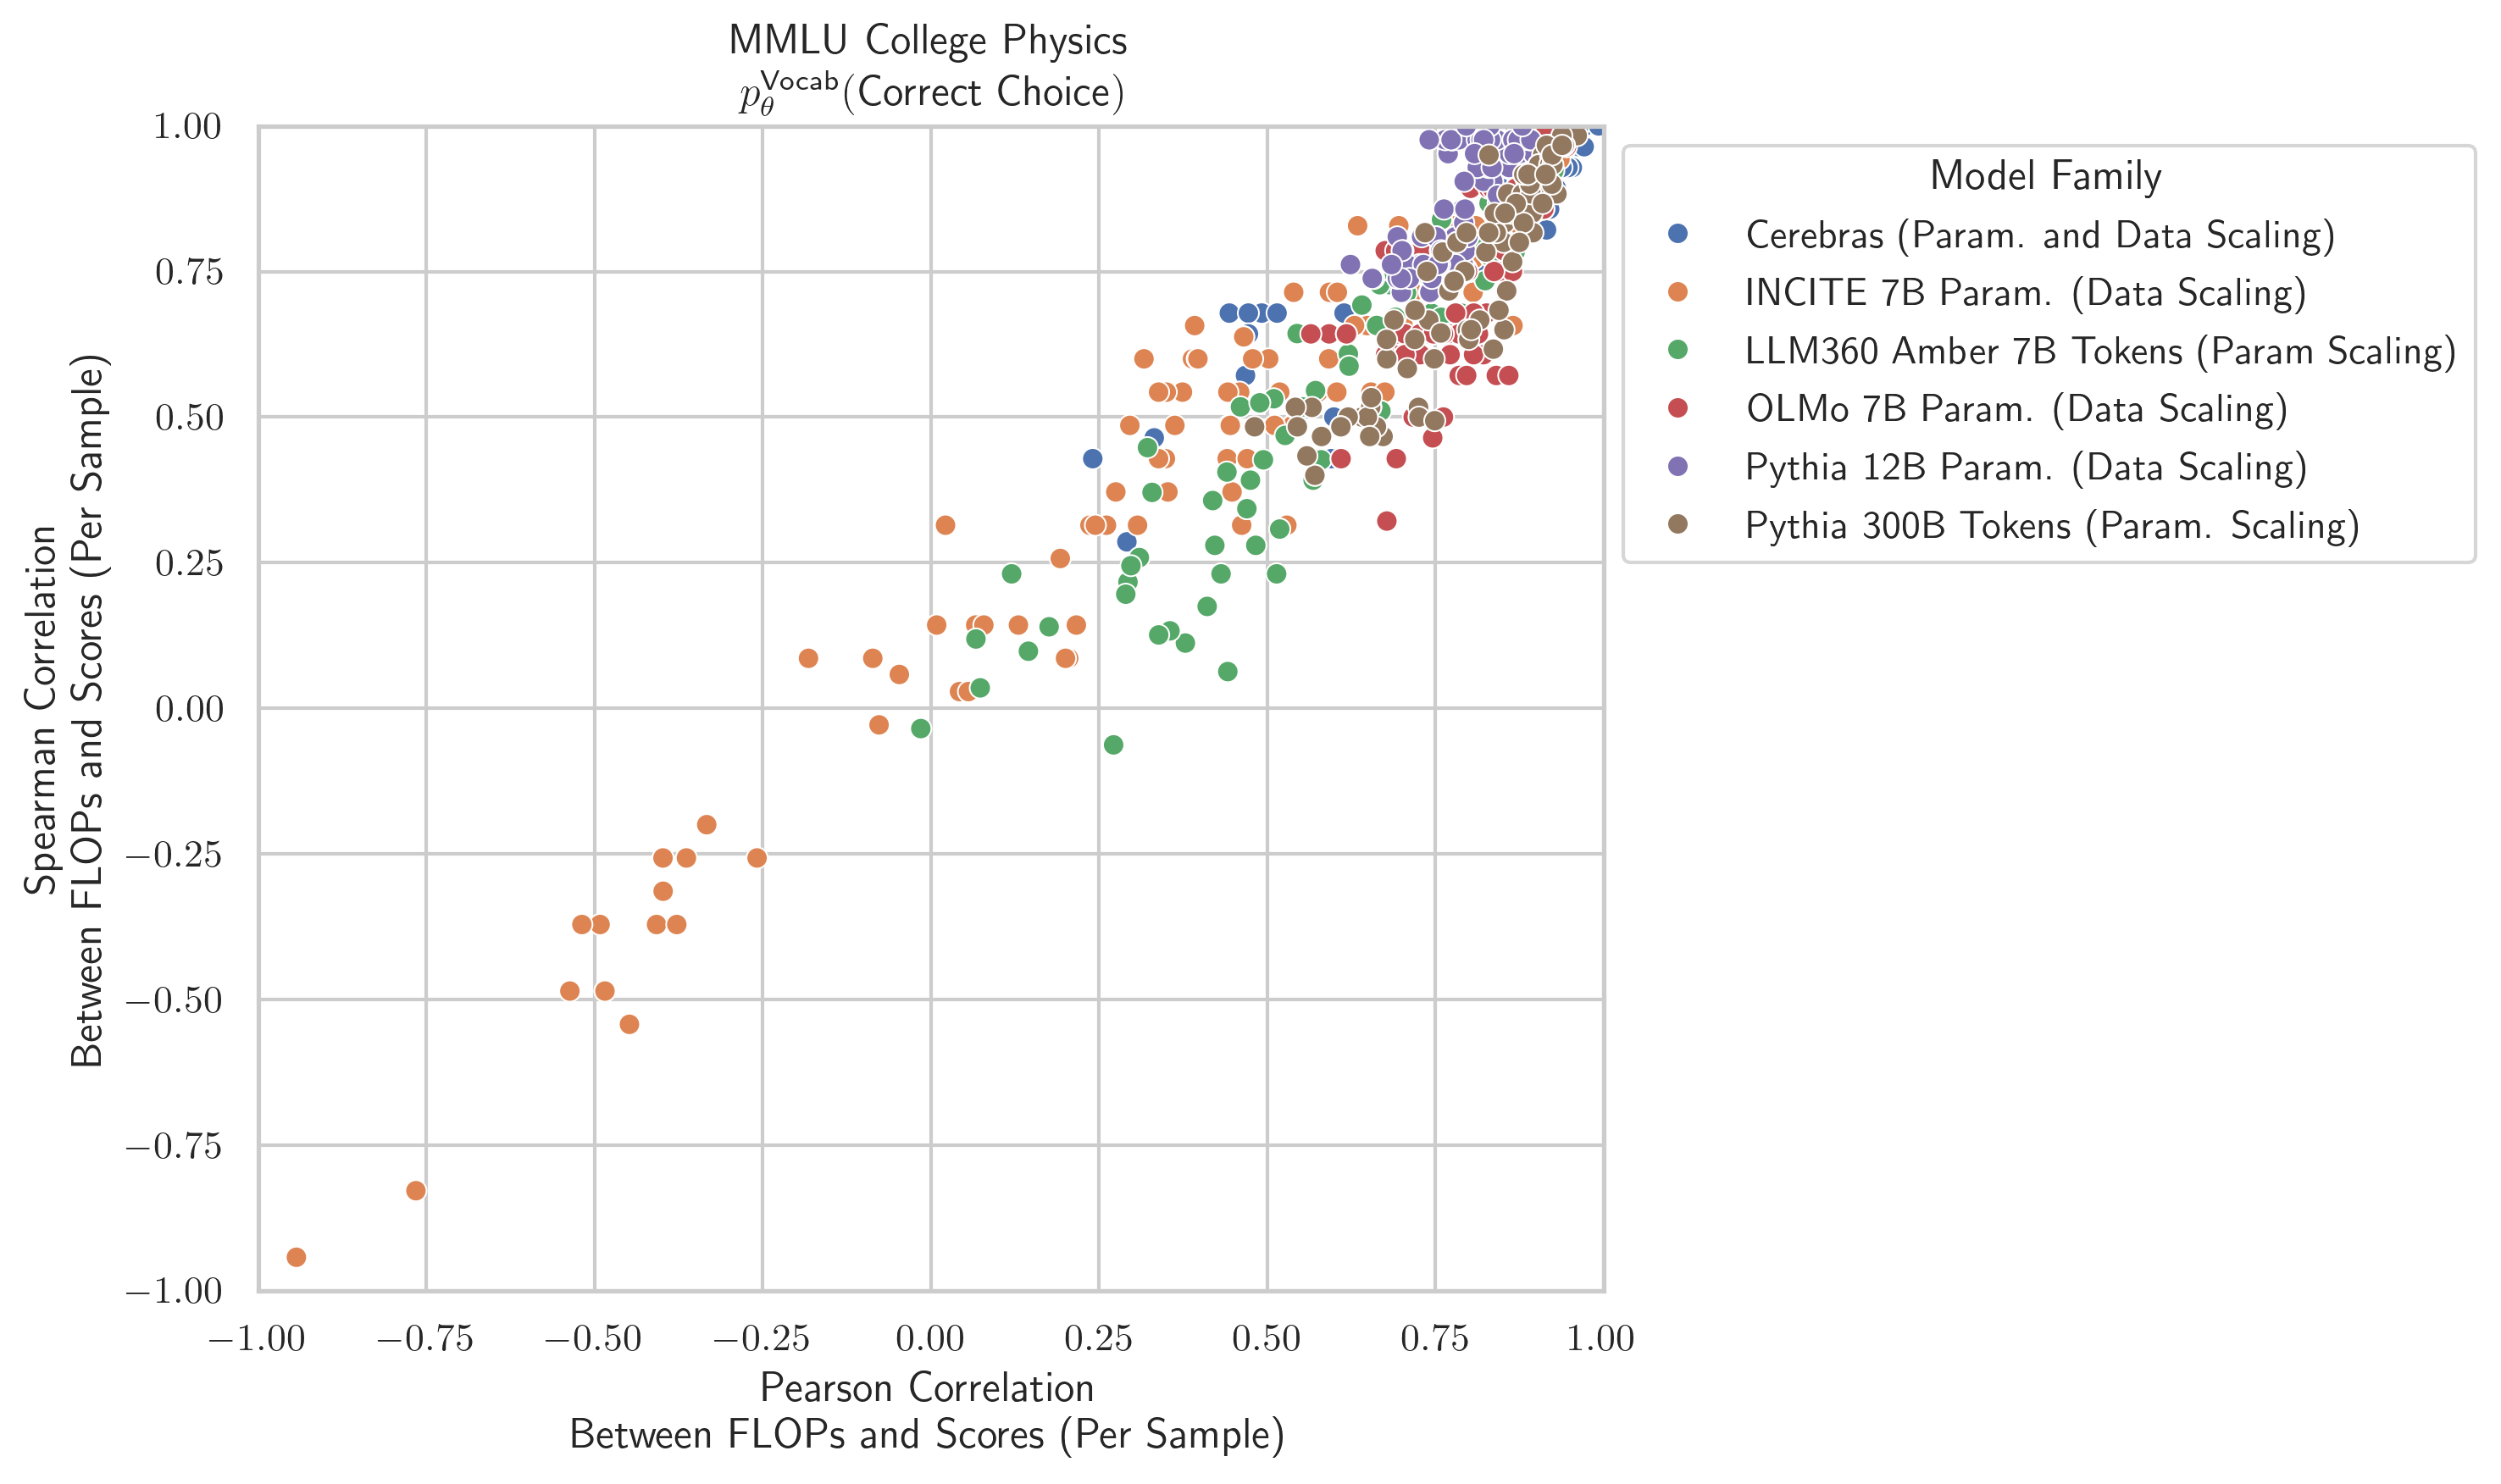 MMLU College Physics
p_θ^Vocab(Correct Choice)
Spearman Correlation
Between FLOPs and Scores (Per Sample)
1.00
0.75
0.50
0.25
0.00
−0.25
−0.50
−0.75
−1.00
−1.00
−0.75
−0.50
−0.25
0.00
0.25
0.50
0.75
1.00
Pearson Correlation
Between FLOPs and Scores (Per Sample)
Model Family
Cerebras (Param. and Data Scaling)
INCITE 7B Param. (Data Scaling)
LLM360 Amber 7B Tokens (Param Scaling)
OLMo 7B Param. (Data Scaling)
Pythia 12B Param. (Data Scaling)
Pythia 300B Tokens (Param. Scaling)